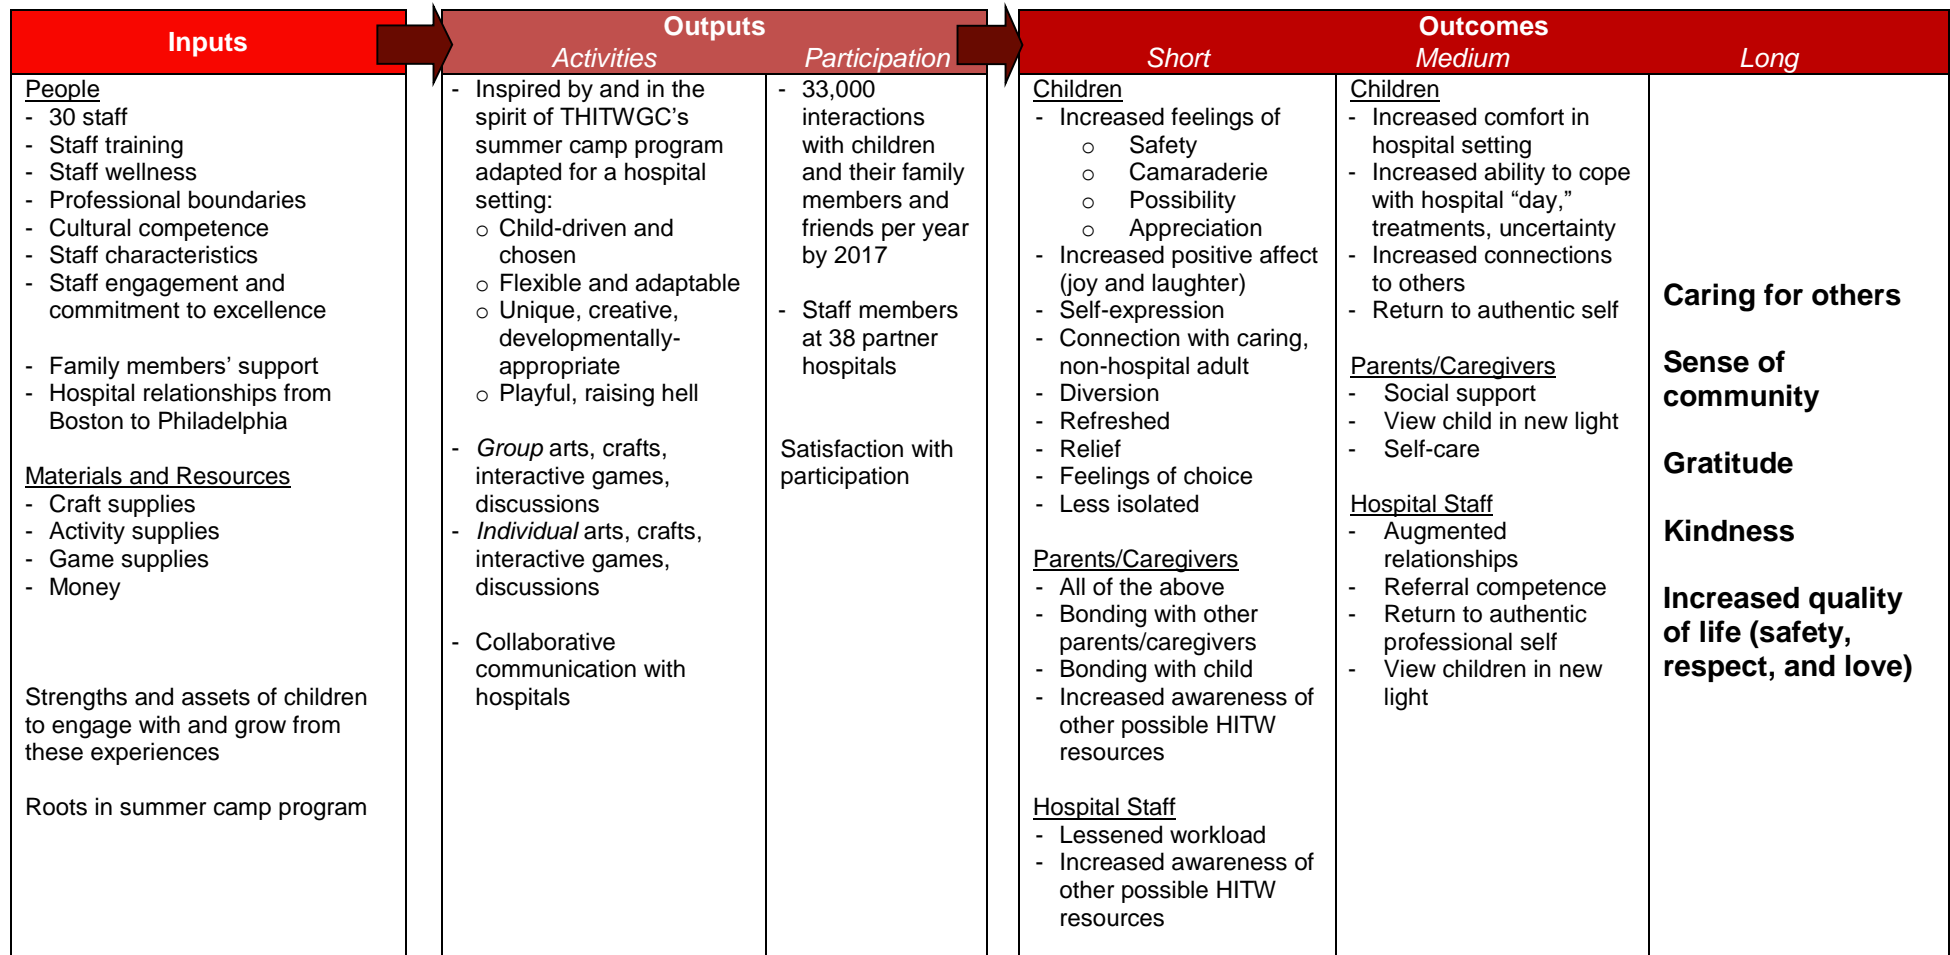 Inputs
People
- 30 staff
- Staff training
- Staff wellness
- Professional boundaries
- Cultural competence
- Staff characteristics
- Staff engagement and
commitment to excellence
- Family members’ support
- Hospital relationships from
Boston to Philadelphia
Materials and Resources
- Craft supplies
- Activity supplies
- Game supplies
- Money
Strengths and assets of children
to engage with and grow from
these experiences
Roots in summer camp program
Outputs
Activities
- Inspired by and in the
spirit of THITWGC’s
summer camp program
adapted for a hospital
setting:
o Child-driven and
chosen
o Flexible and adaptable
o Unique, creative,
developmentally-
appropriate
o Playful, raising hell
- Group arts, crafts,
interactive games,
discussions
- Individual arts, crafts,
interactive games,
discussions
- Collaborative
communication with
hospitals
Participation
- 33,000
interactions
with children
and their family
members and
friends per year
by 2017
- Staff members
at 38 partner
hospitals
Satisfaction with
participation
Outcomes
Short
Children
- Increased feelings of
o Safety
o Camaraderie
o Possibility
o Appreciation
- Increased positive affect
(joy and laughter)
- Self-expression
- Connection with caring,
non-hospital adult
- Diversion
- Refreshed
- Relief
- Feelings of choice
- Less isolated
Parents/Caregivers
- All of the above
- Bonding with other
parents/caregivers
- Bonding with child
- Increased awareness of
other possible HITW
resources
Hospital Staff
- Lessened workload
- Increased awareness of
other possible HITW
resources
Medium
Children
- Increased comfort in
hospital setting
- Increased ability to cope
with hospital “day,”
treatments, uncertainty
- Increased connections
to others
- Return to authentic self
Parents/Caregivers
- Social support
- View child in new light
- Self-care
Hospital Staff
- Augmented
relationships
- Referral competence
- Return to authentic
professional self
- View children in new
light
Long
Caring for others
Sense of
community
Gratitude
Kindness
Increased quality
of life (safety,
respect, and love)